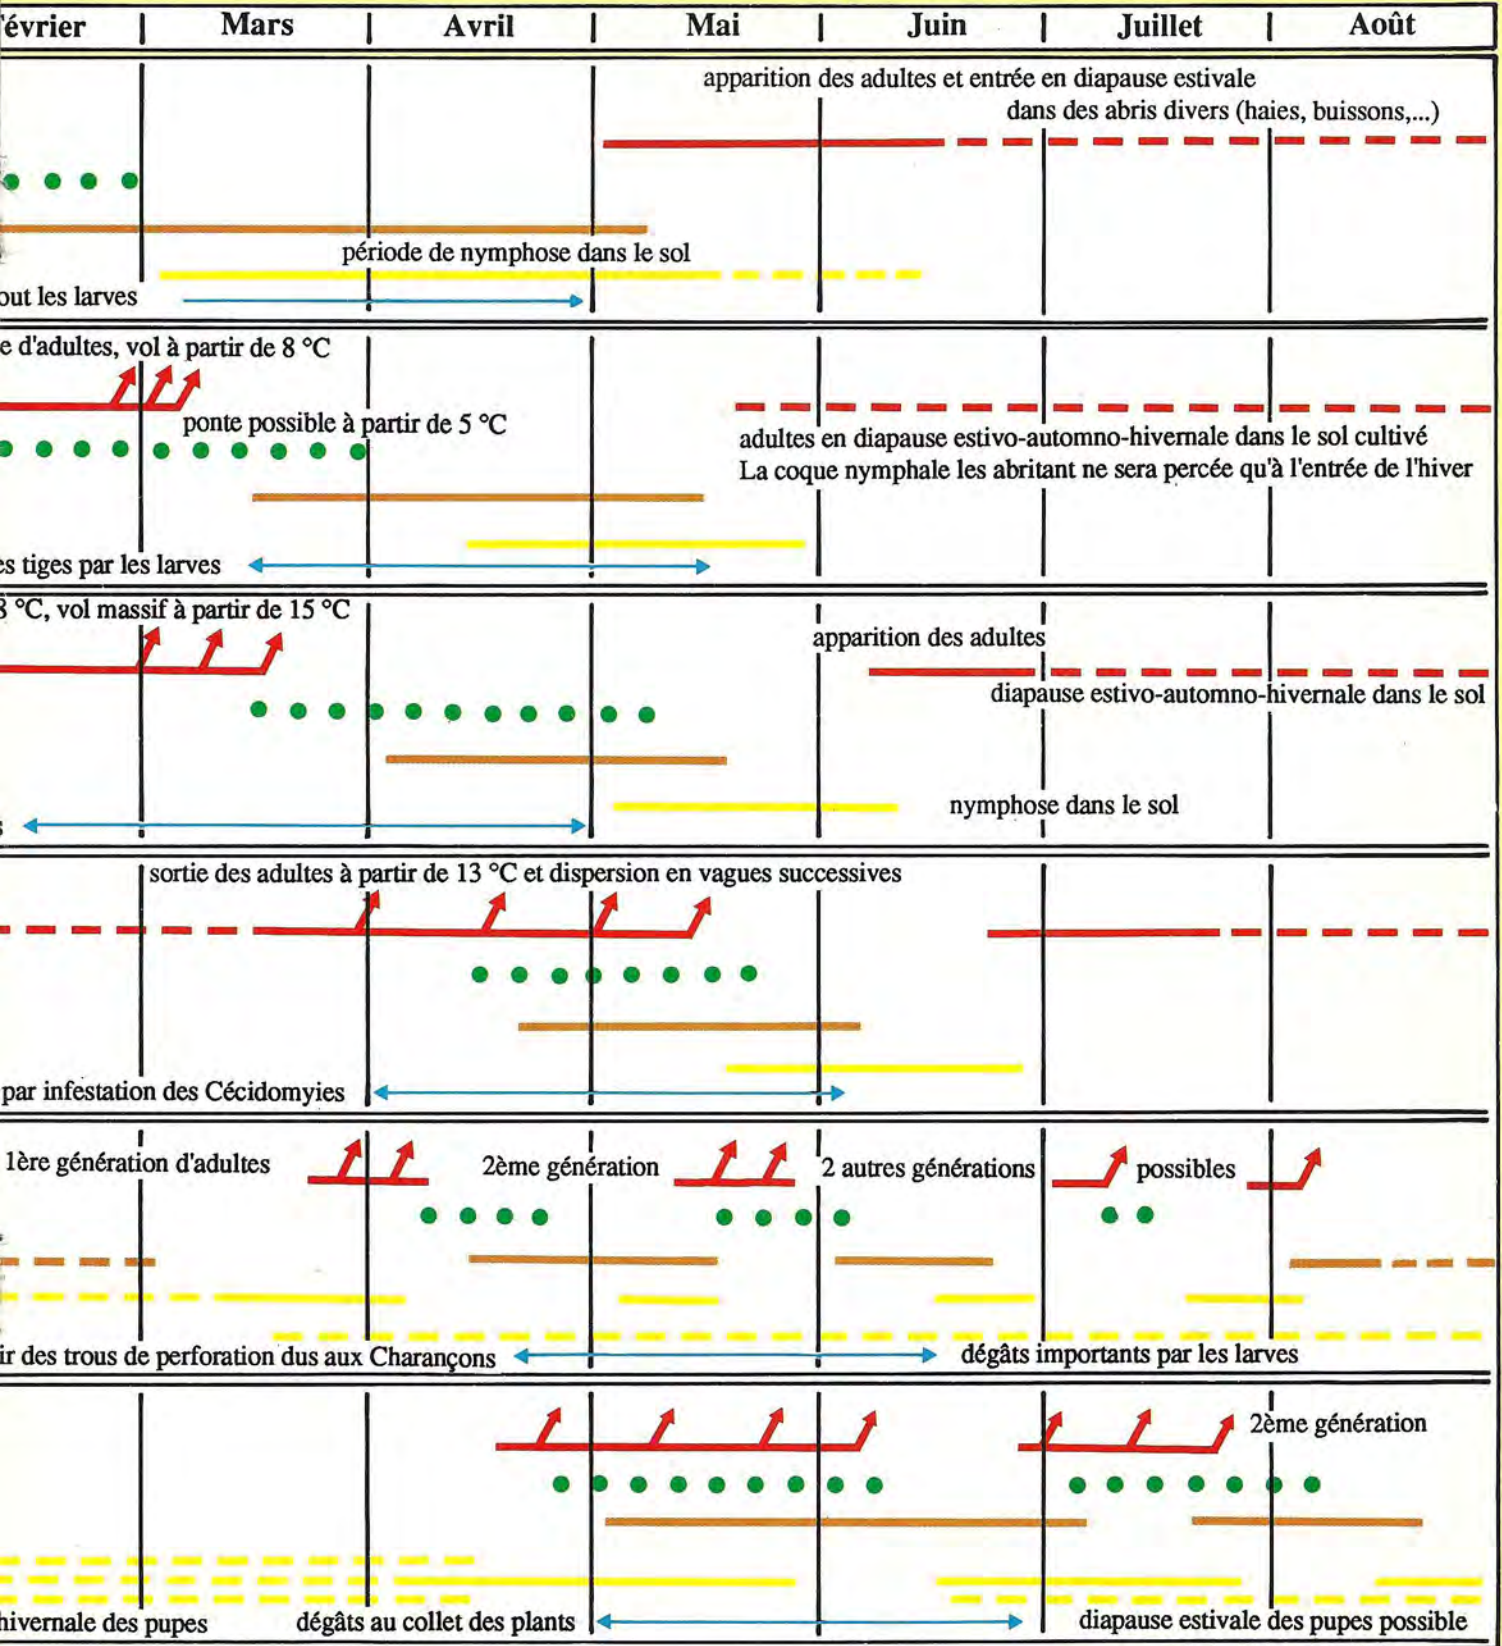 évrier | Mars | Avril | Mai | Juin | Juillet | Août
apparition des adultes et entrée en diapause estivale
dans des abris divers (haies, buissons,...)
période de nymphose dans le sol
out les larves
e d'adultes, vol à partir de 8 °C
ponte possible à partir de 5 °C
adultes en diapause estivo-automno-hivernale dans le sol cultivé
La coque nymphale les abritant ne sera percée qu'à l'entrée de l'hiver
es tiges par les larves
8 °C, vol massif à partir de 15 °C
apparition des adultes
diapause estivo-automno-hivernale dans le sol
nymphose dans le sol
s
sortie des adultes à partir de 13 °C et dispersion en vagues successives
par infestation des Cécidomyies
1ère génération d'adultes 2ème génération 2 autres générations possibles
ir des trous de perforation dus aux Charançons dégâts importants par les larves
2ème génération
hivernale des pupes dégâts au collet des plants diapause estivale des pupes possible